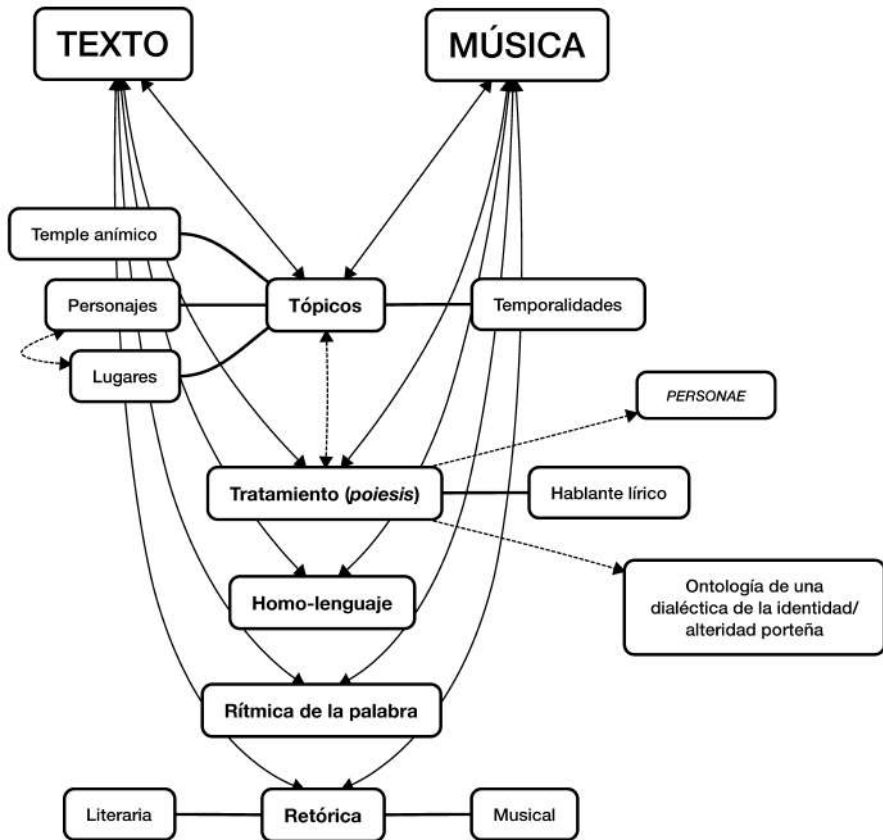 TEXTO
MÚSICA
Temple anímico
Personajes
Tópicos
Temporalidades
Lugares
PERSONAE
Tratamiento (poiesis)
Hablante lírico
Homo-lenguaje
Ontología de una
dialéctica de la identidad/
alteridad porteña
Rítmica de la palabra
Literaria
Retórica
Musical